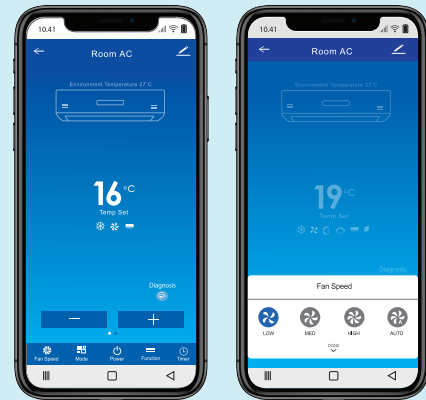 10.41
Room AC
Environment Temperature 27°C
16°C
Temp Set
Diagnosis
Fan Speed
Mode
Power
Function
Timer
10.41
Room AC
Environment Temperature 27°C
19°C
Temp Set
Diagnosis
Fan Speed
LOW
MED
HIGH
AUTO
DONE